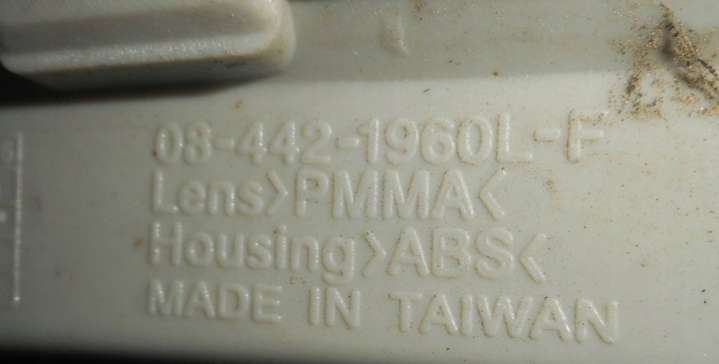 08-442-1960L-F
Lens>PMMA<
Housing>ABS<
MADE IN TAIWAN